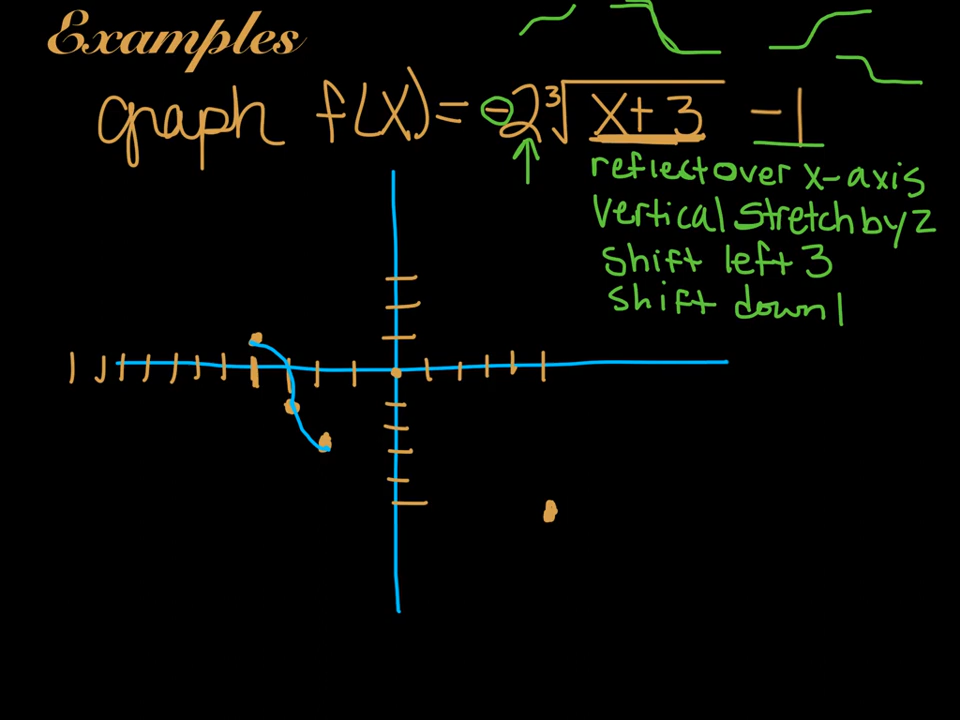 Examples
graph f(x) = -2∛(x+3) -1
reflect over x-axis
Vertical Stretch by 2
Shift left 3
Shift down 1